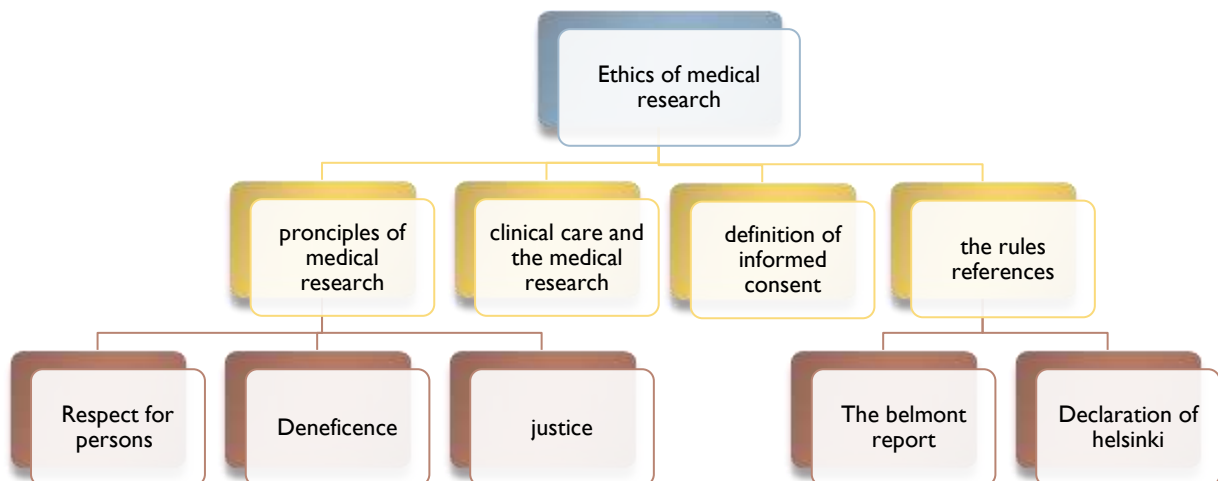 Ethics of medical
research
pronciples of
medical
research
clinical care and
the medical
research
definition of
informed
consent
the rules
references
Respect for
persons
Deneficence
justice
The belmont
report
Declaration of
helsinki